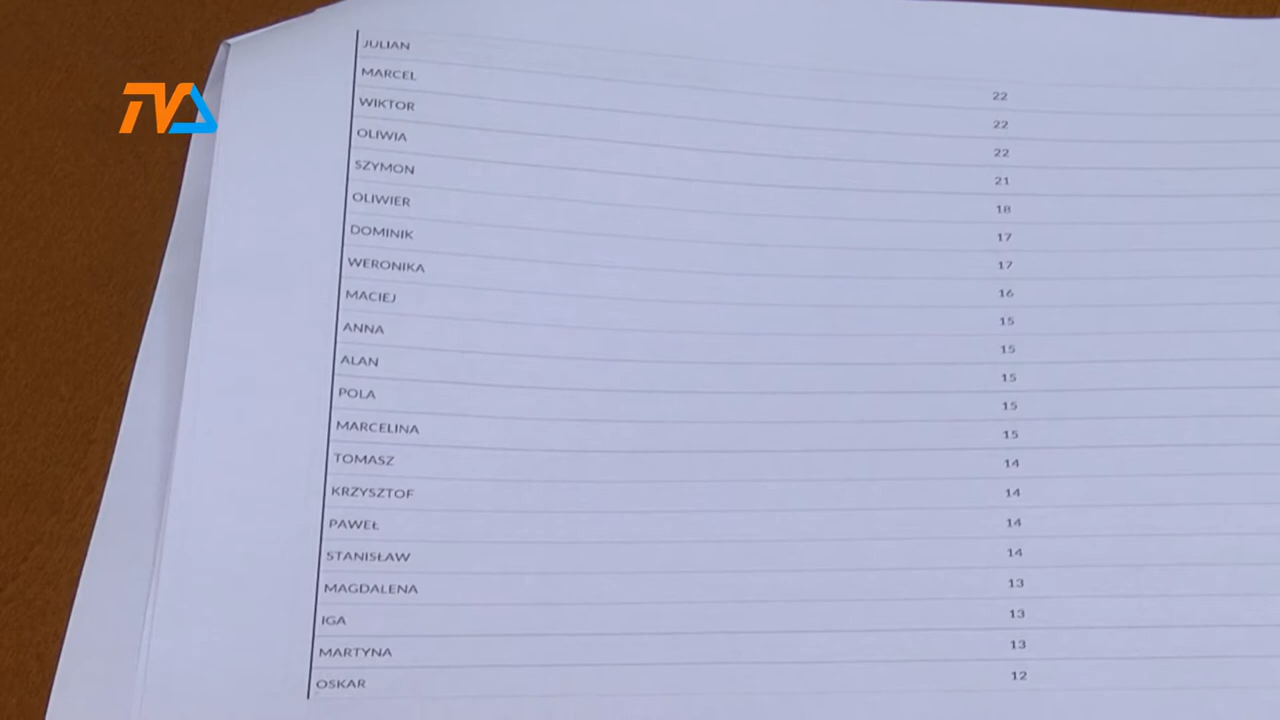 TVA
JULIAN 22
MARCEL 22
WIKTOR 22
OLIWIA 21
SZYMON 18
OLIWIER 17
DOMINIK 17
WERONIKA 16
MACIEJ 15
ANNA 15
ALAN 15
POLA 15
MARCELINA 15
TOMASZ 14
KRZYSZTOF 14
PAWEŁ 14
STANISŁAW 14
MAGDALENA 13
IGA 13
MARTYNA 13
OSKAR 12